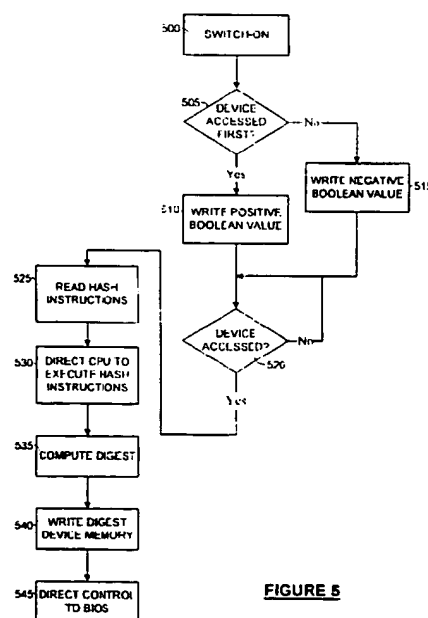 500
SWITCH-ON
505
DEVICE
ACCESSED
FIRST?
No
Yes
510
WRITE POSITIVE
BOOLEAN VALUE
WRITE NEGATIVE
BOOLEAN VALUE
515
525
READ HASH
INSTRUCTIONS
DEVICE
ACCESSED?
No
520
Yes
530
DIRECT CPU TO
EXECUTE HASH
INSTRUCTIONS
535
COMPUTE DIGEST
540
WRITE DIGEST
DEVICE MEMORY
545
DIRECT CONTROL
TO BIOS
FIGURE 5